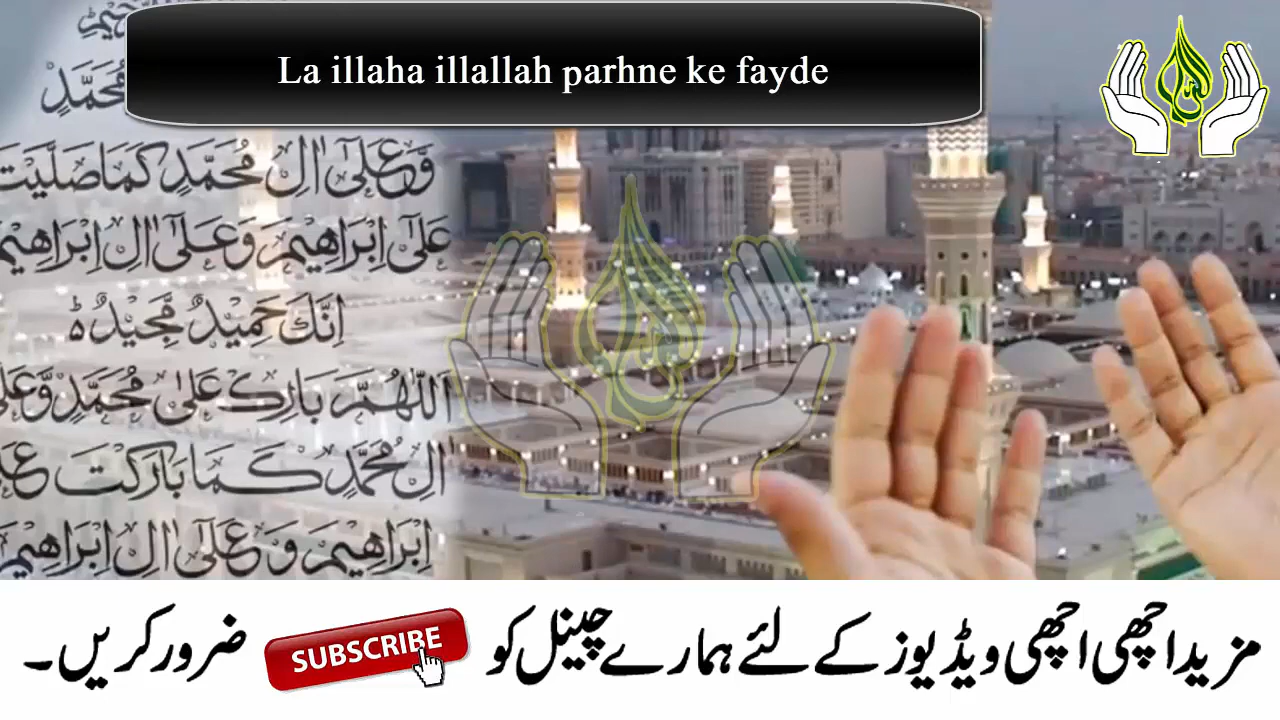 La illaha illallah parhne ke fayde
مُحَمَّدٍ
وَّعَلٰٓى اٰلِ مُحَمَّدٍ كَمَا صَلَّيْتَ
عَلٰٓى اِبْرَاهِيْمَ وَعَلٰٓى اٰلِ اِبْرَاهِيْمَ
اِنَّكَ حَمِيْدٌ مَّجِيْدٌ ؕ
اَللّٰهُمَّ بَارِكْ عَلٰى مُحَمَّدٍ وَّعَلٰٓى
اٰلِ مُحَمَّدٍ كَمَا بَارَكْتَ
اِبْرَاهِيْمَ وَعَلٰٓى اٰلِ اِبْرَاهِيْمَ
مزید اچھی اچھی ویڈیوز کے لئے ہمارے چینل کو SUBSCRIBE ضرور کریں۔